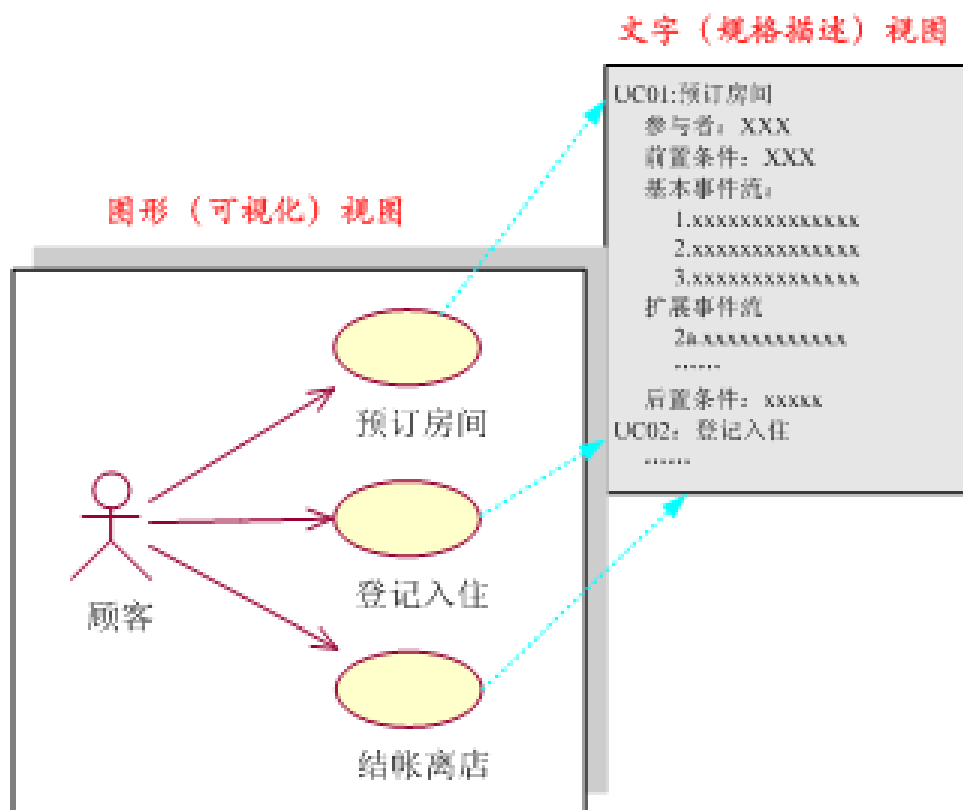 文字（规格描述）视图
UC01:预订房间
参与者：XXX
前置条件：XXX
基本事件流：
1.xxxxxxxxxxxxxx
2.xxxxxxxxxxxxxx
3.xxxxxxxxxxxxxx
扩展事件流
2a.xxxxxxxxxxxx
......
后置条件：xxxxx
UC02：登记入住
......
图形（可视化）视图
预订房间
登记入住
顾客
结帐离店